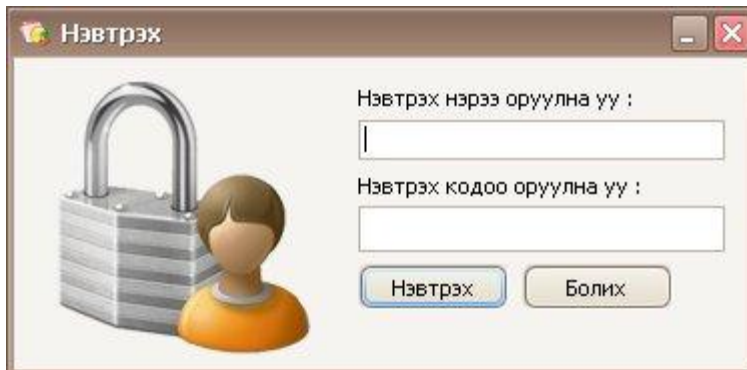 Нэвтрэх
Нэвтрэх нэрээ оруулна уу :
Нэвтрэх кодоо оруулна уу :
Нэвтрэх Болих